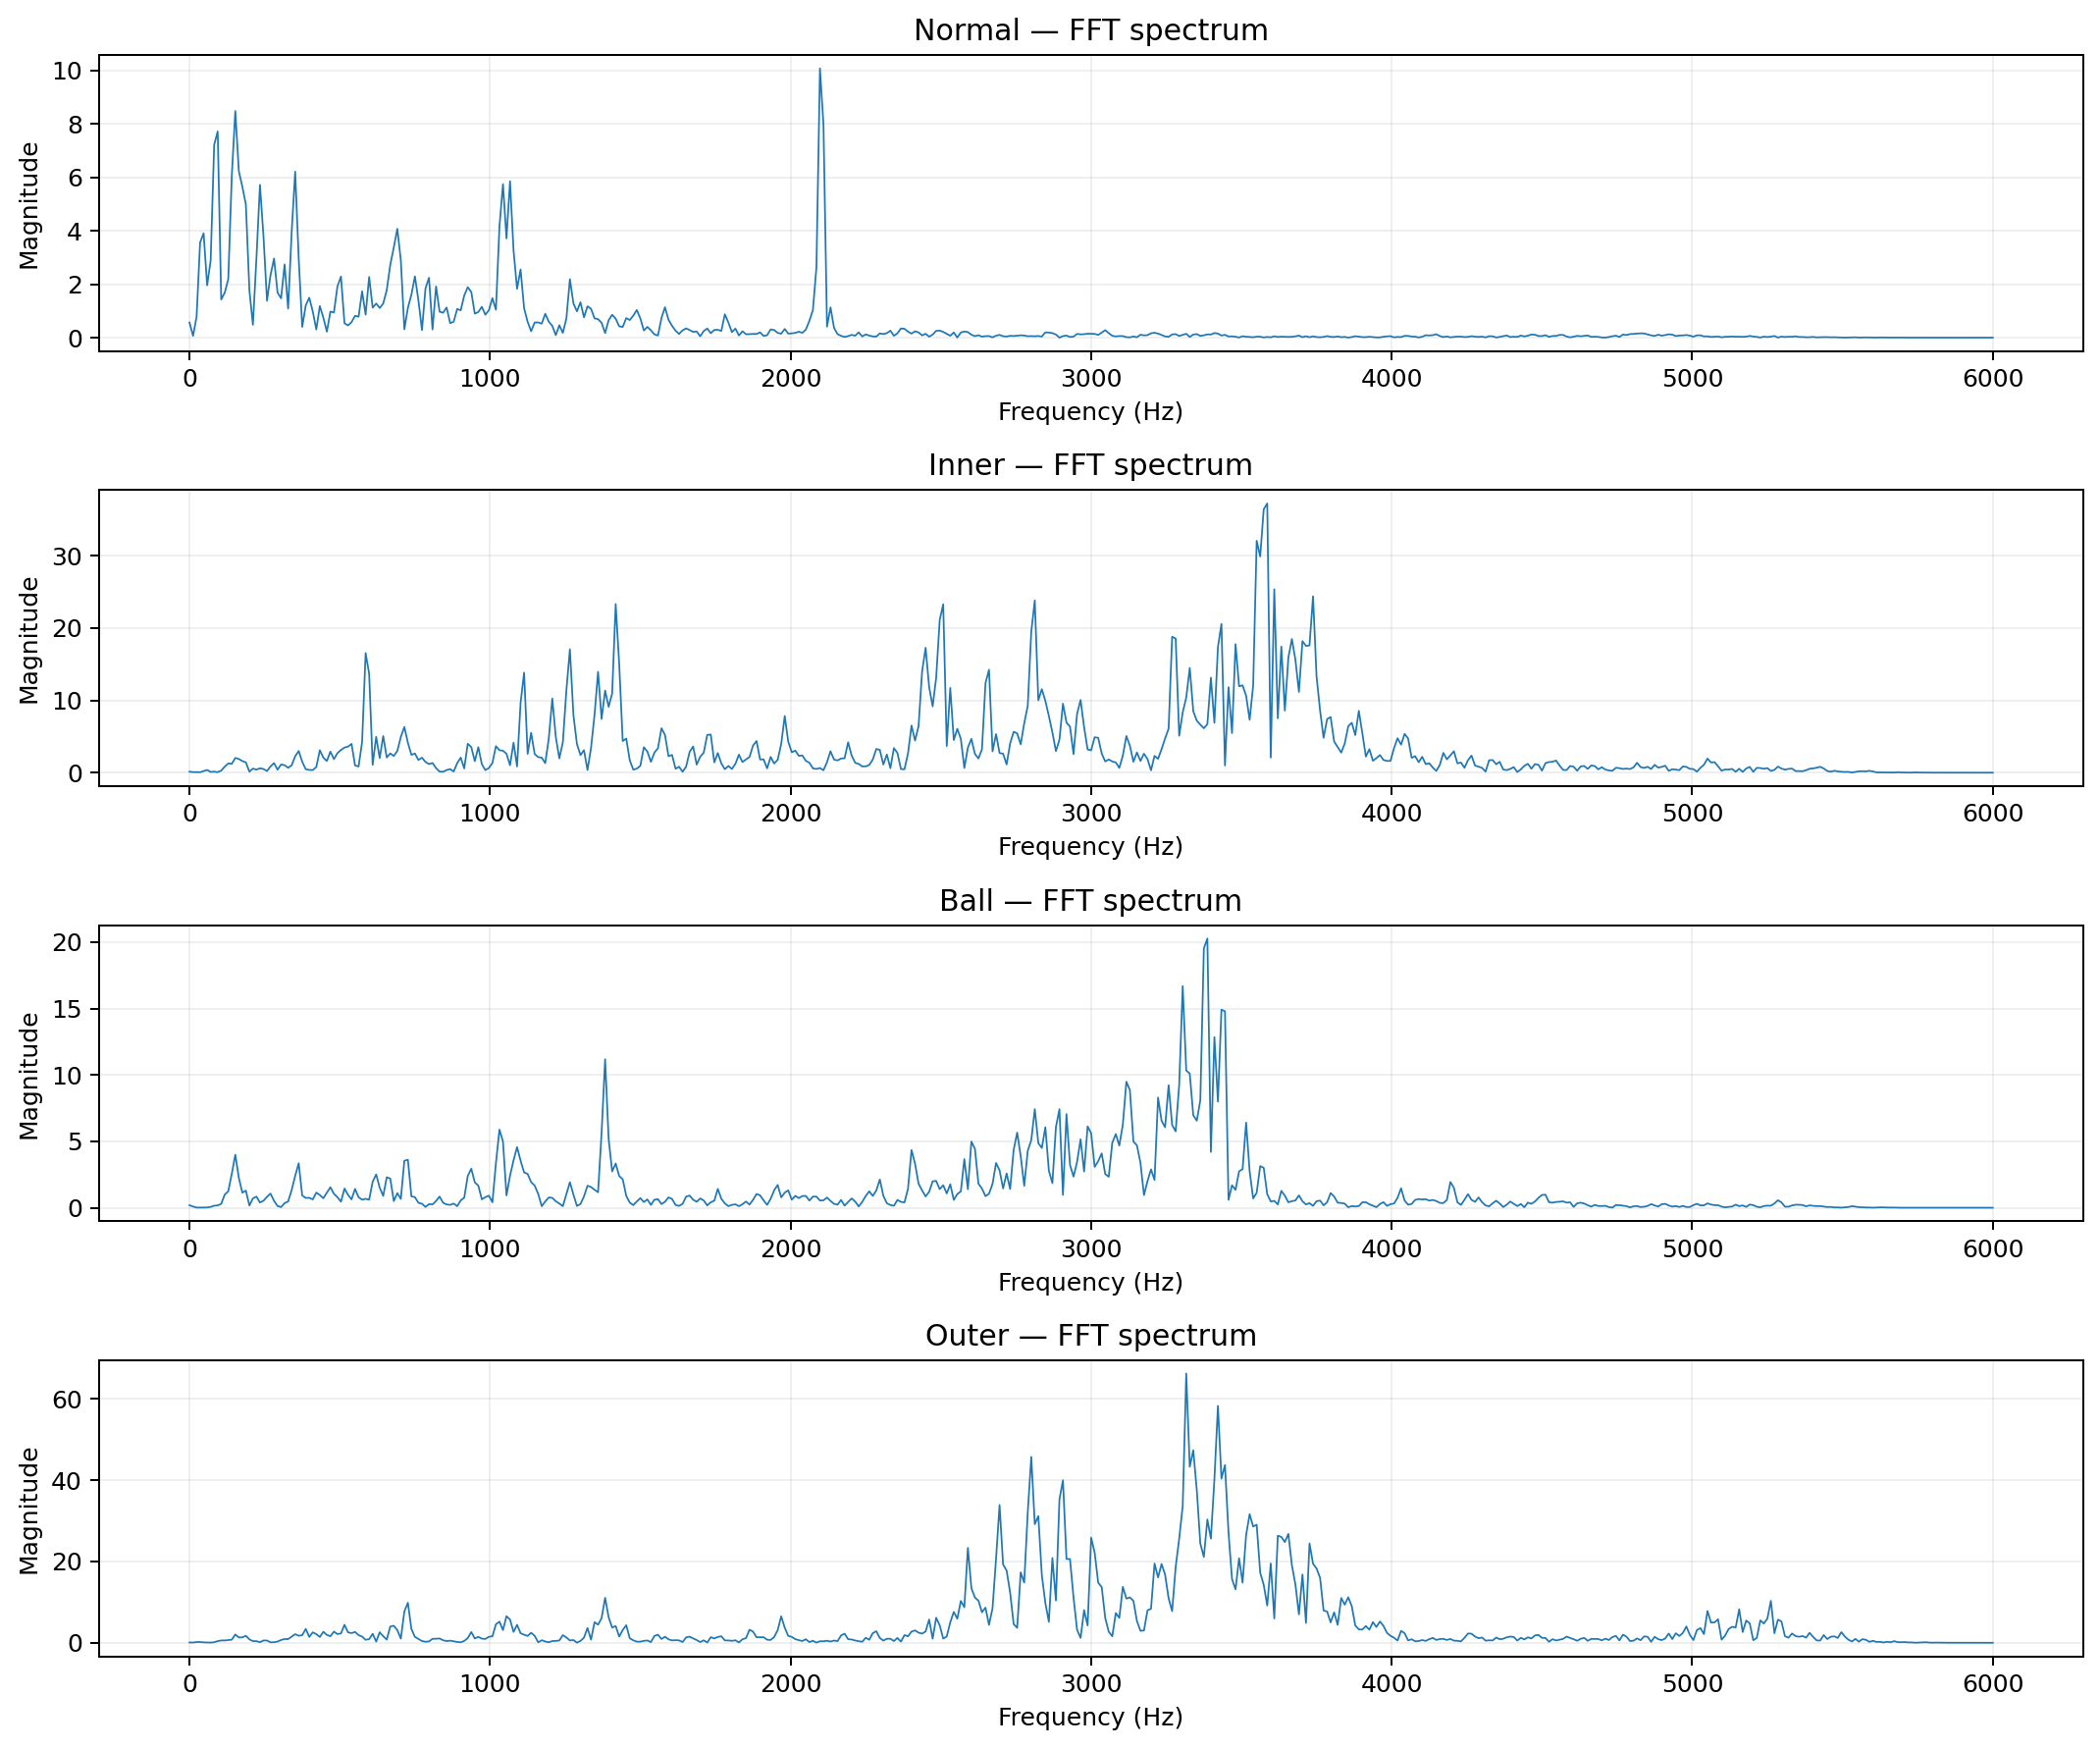 Normal — FFT spectrum
10
8
6
4
2
0
Magnitude
0 1000 2000 3000 4000 5000 6000
Frequency (Hz)
Inner — FFT spectrum
30
20
10
0
Magnitude
0 1000 2000 3000 4000 5000 6000
Frequency (Hz)
Ball — FFT spectrum
20
15
10
5
0
Magnitude
0 1000 2000 3000 4000 5000 6000
Frequency (Hz)
Outer — FFT spectrum
60
40
20
0
Magnitude
0 1000 2000 3000 4000 5000 6000
Frequency (Hz)